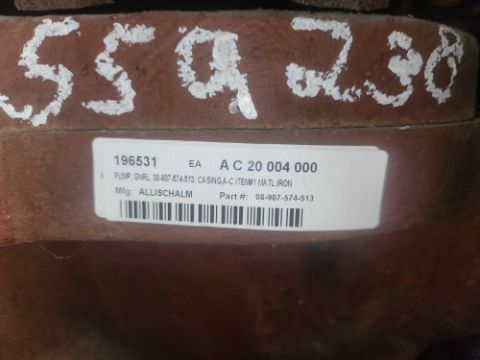 559238
196531 EA A C 20 004 000
PUMP, GNRL, 08-907-574-513, CASING,A-C ITEM#1 MATL,IRON
Mfg: ALLISCHALM Part #: 08-907-574-513